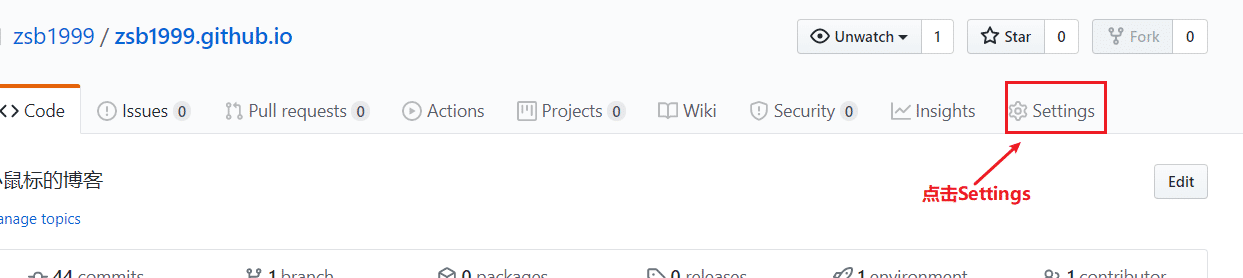 zsb1999 / zsb1999.github.io Unwatch 1 Star 0 Fork 0
Code Issues 0 Pull requests 0 Actions Projects 0 Wiki Security 0 Insights Settings
小鼠标的博客 Edit
点击Settings
anage topics
44 commits 1 branch 0 packages 0 releases 1 environment 1 contributor